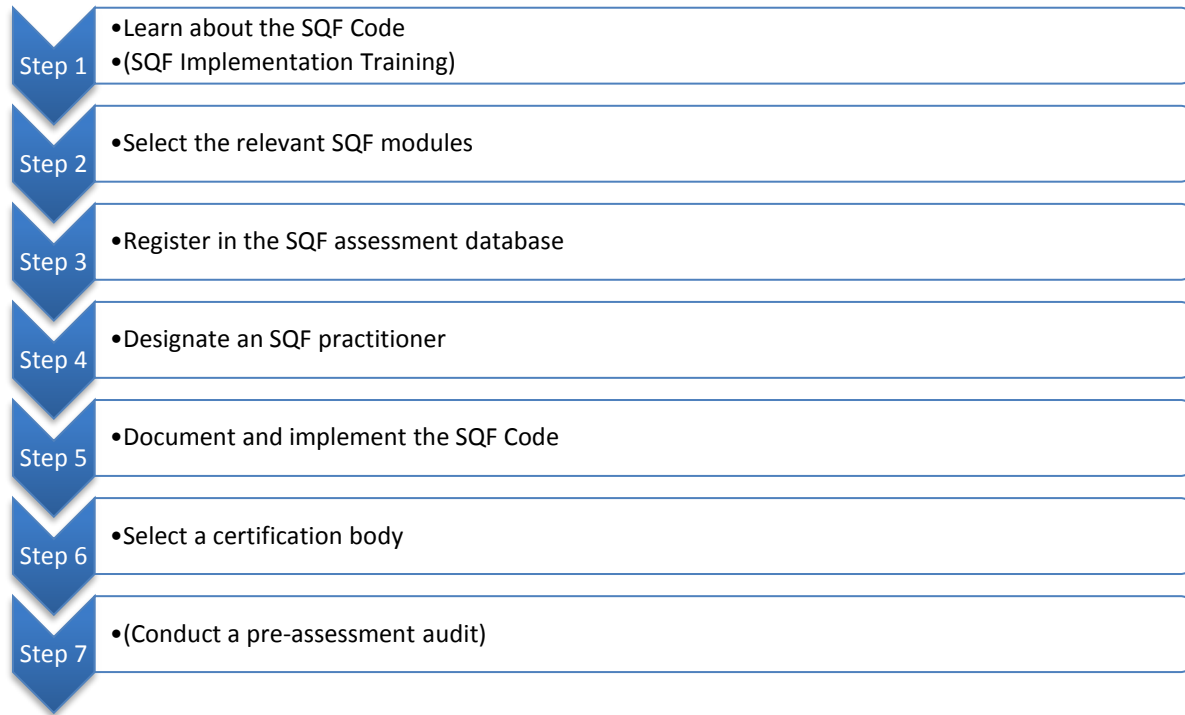 Step 1
•Learn about the SQF Code
•(SQF Implementation Training)
Step 2
•Select the relevant SQF modules
Step 3
•Register in the SQF assessment database
Step 4
•Designate an SQF practitioner
Step 5
•Document and implement the SQF Code
Step 6
•Select a certification body
Step 7
•(Conduct a pre-assessment audit)